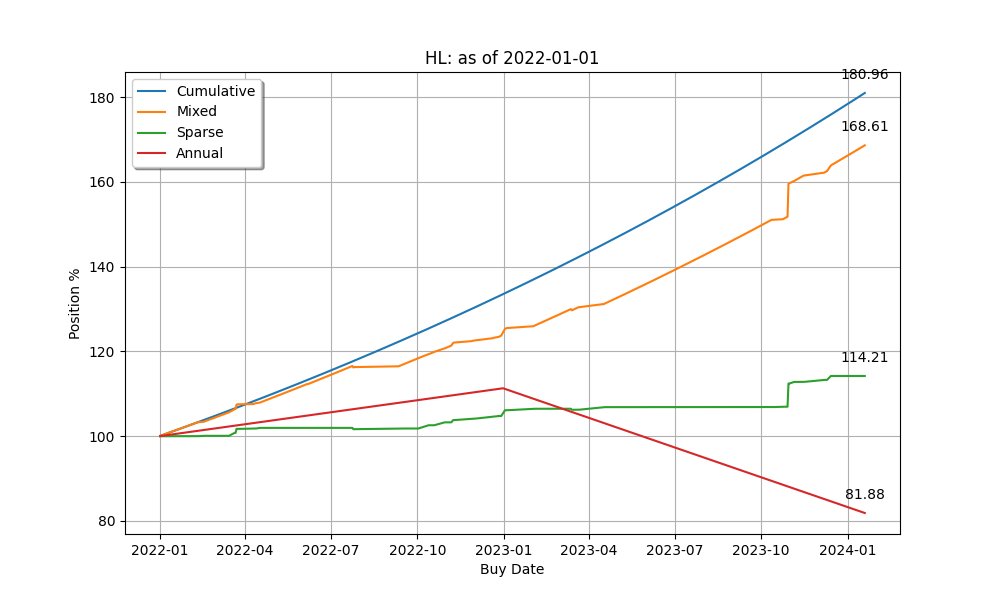 HL: as of 2022-01-01
Cumulative
Mixed
Sparse
Annual
180.96
168.61
114.21
81.88
180
160
140
120
100
80
Position %
2022-01 2022-04 2022-07 2022-10 2023-01 2023-04 2023-07 2023-10 2024-01
Buy Date